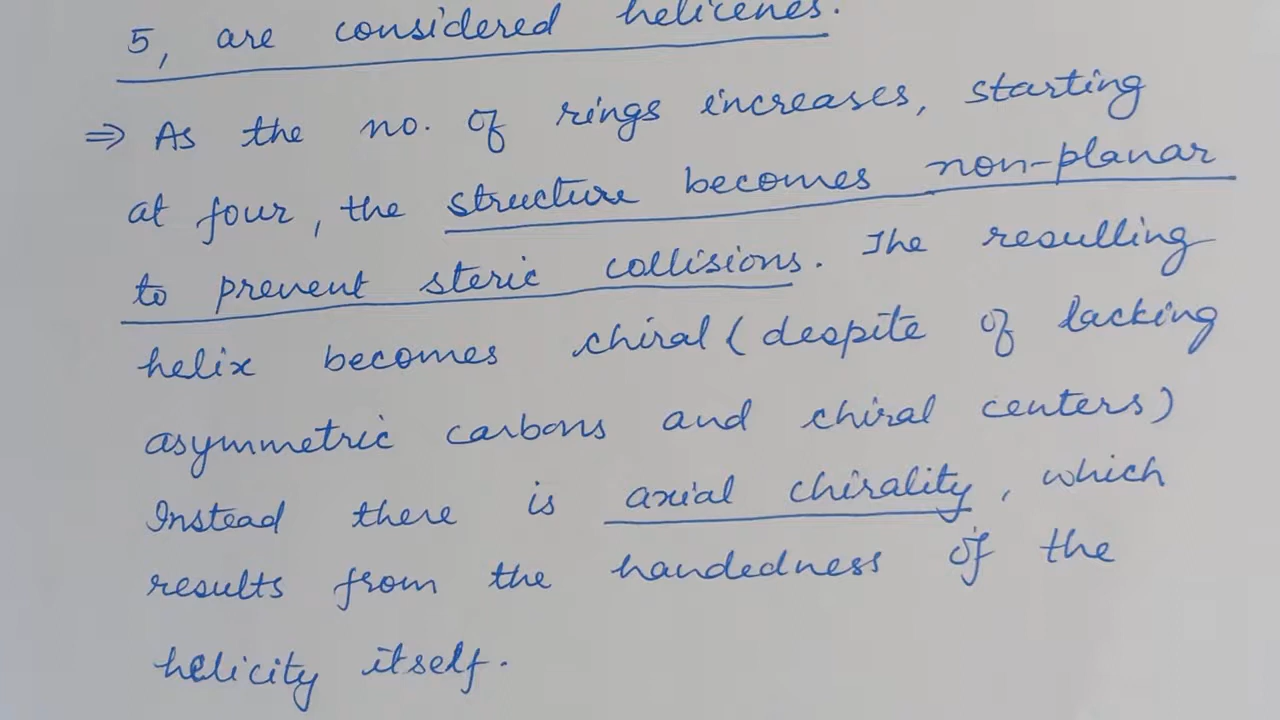 5, are considered helicenes.
⇒ As the no. of rings increases, starting
at four, the structure becomes non-planar
to prevent steric collisions. The resulling
helix becomes chiral (despite of lacking
asymmetric carbons and chiral centers)
Instead there is axial chirality, which
results from the handedness of the
helicity itself.